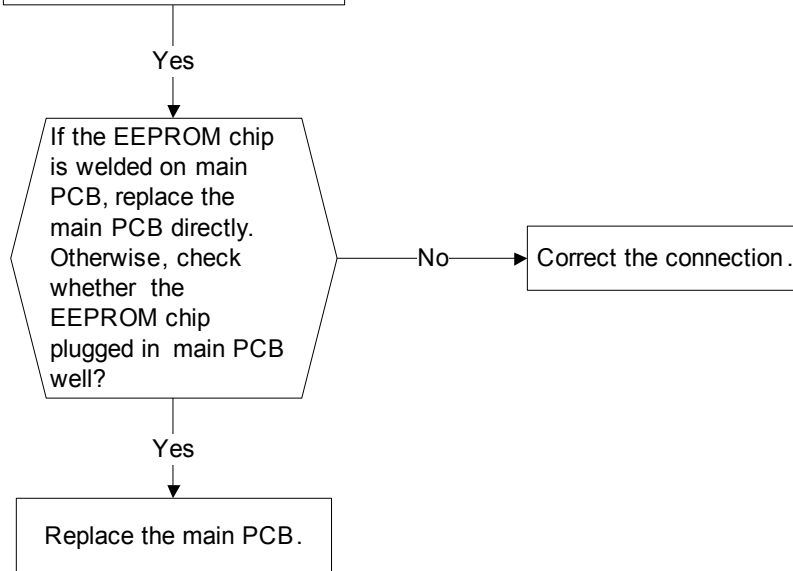 Yes
If the EEPROM chip
is welded on main
PCB, replace the
main PCB directly.
Otherwise, check
whether the
EEPROM chip
plugged in main PCB
well?
No
Correct the connection.
Yes
Replace the main PCB.